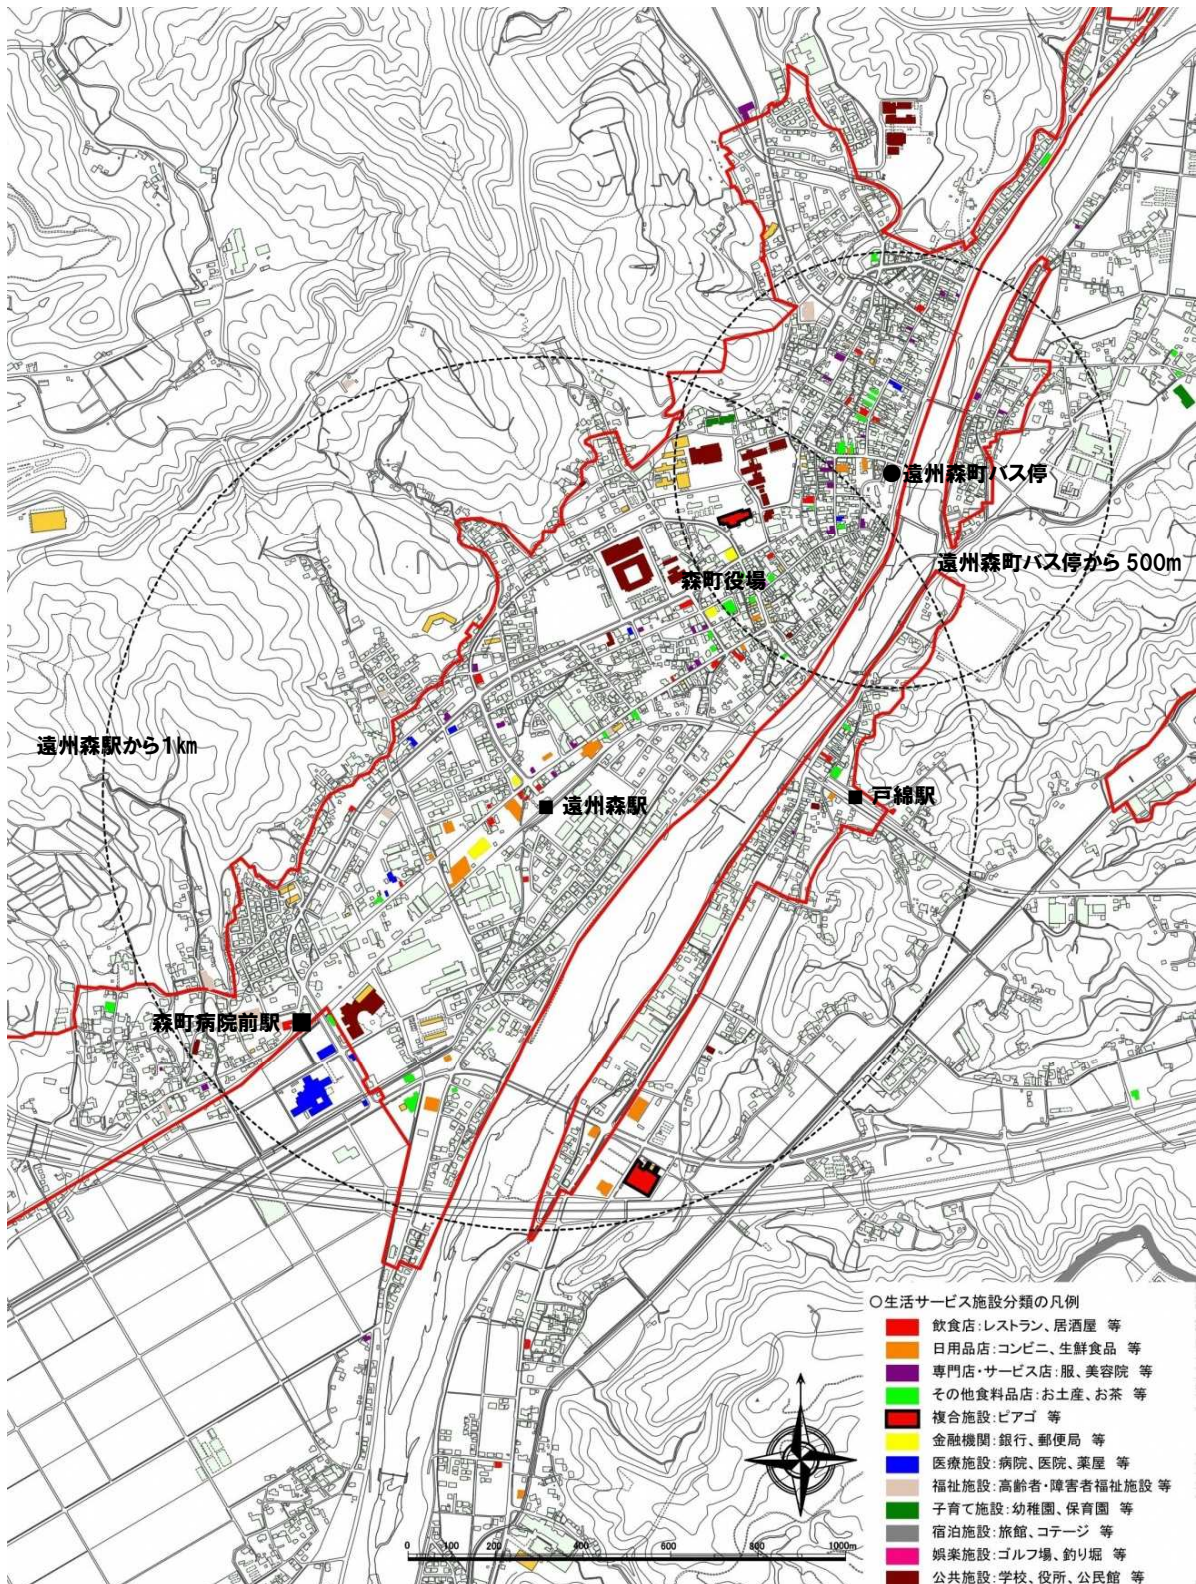 遠州森町バス停
遠州森町バス停から 500m
森町役場
遠州森駅から1km
遠州森駅
戸綿駅
森町病院前駅
○生活サービス施設分類の凡例
飲食店:レストラン、居酒屋 等
日用品店:コンビニ、生鮮食品 等
専門店・サービス店:服、美容院 等
その他食料品店:お土産、お茶 等
複合施設:ピアゴ 等
金融機関:銀行、郵便局 等
医療施設:病院、医院、薬屋 等
福祉施設:高齢者・障害者福祉施設 等
子育て施設:幼稚園、保育園 等
宿泊施設:旅館、コテージ 等
娯楽施設:ゴルフ場、釣り堀 等
公共施設:学校、役所、公民館 等
0 200 400 600 800 1000m